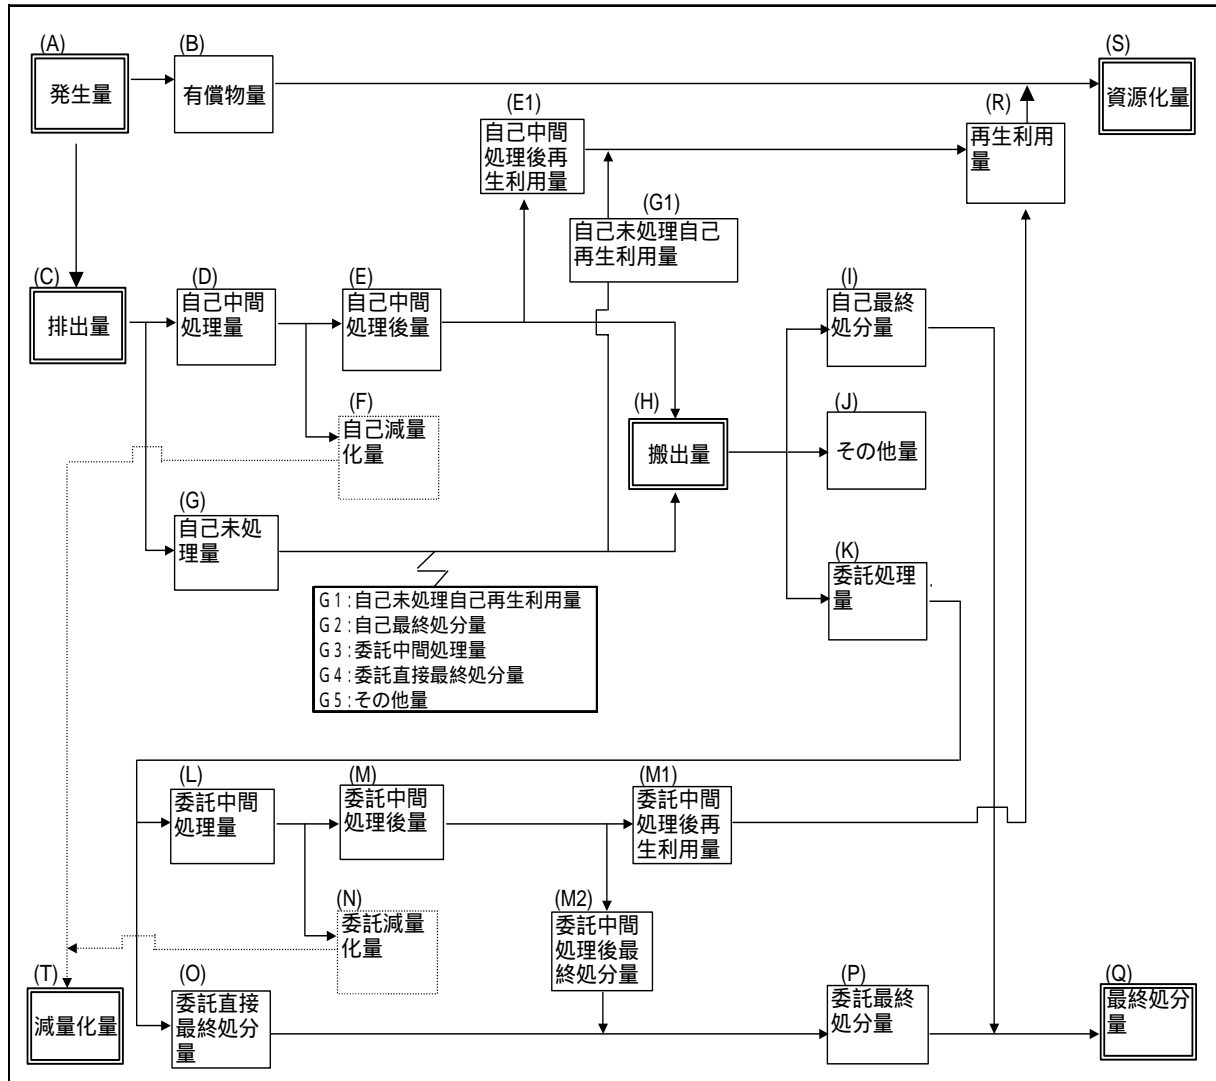 (A)
発生量
(B)
有償物量
(S)
資源化量
(E1)
自己中間
処理後再
生利用量
(R)
再生利用
量
(G1)
自己未処理自己
再生利用量
(C)
排出量
(D)
自己中間
処理量
(E)
自己中間
処理後量
(I)
自己最終
処分量
(F)
自己減量
化量
(H)
搬出量
(J)
その他量
(G)
自己未処
理量
(K)
委託処理
量
G1:自己未処理自己再生利用量
G2:自己最終処分量
G3:委託中間処理量
G4:委託直接最終処分量
G5:その他量
(L)
委託中間
処理量
(M)
委託中間
処理後量
(M1)
委託中間
処理後再
生利用量
(N)
委託減量
化量
(M2)
委託中間
処理後最
終処分量
(T)
減量化量
(O)
委託直接
最終処分
量
(P)
委託最終
処分量
(Q)
最終処分
量